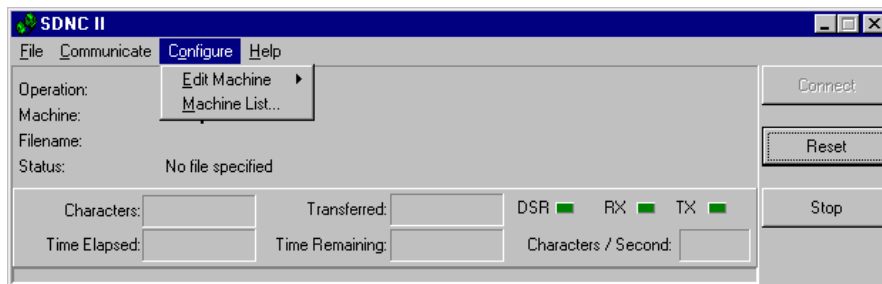 SDNC II
File Communicate Configure Help
Edit Machine
Machine List...
Operation:
Machine:
Filename:
Status: No file specified
Connect
Reset
Stop
Characters: Transferred: DSR RX TX
Time Elapsed: Time Remaining: Characters / Second: